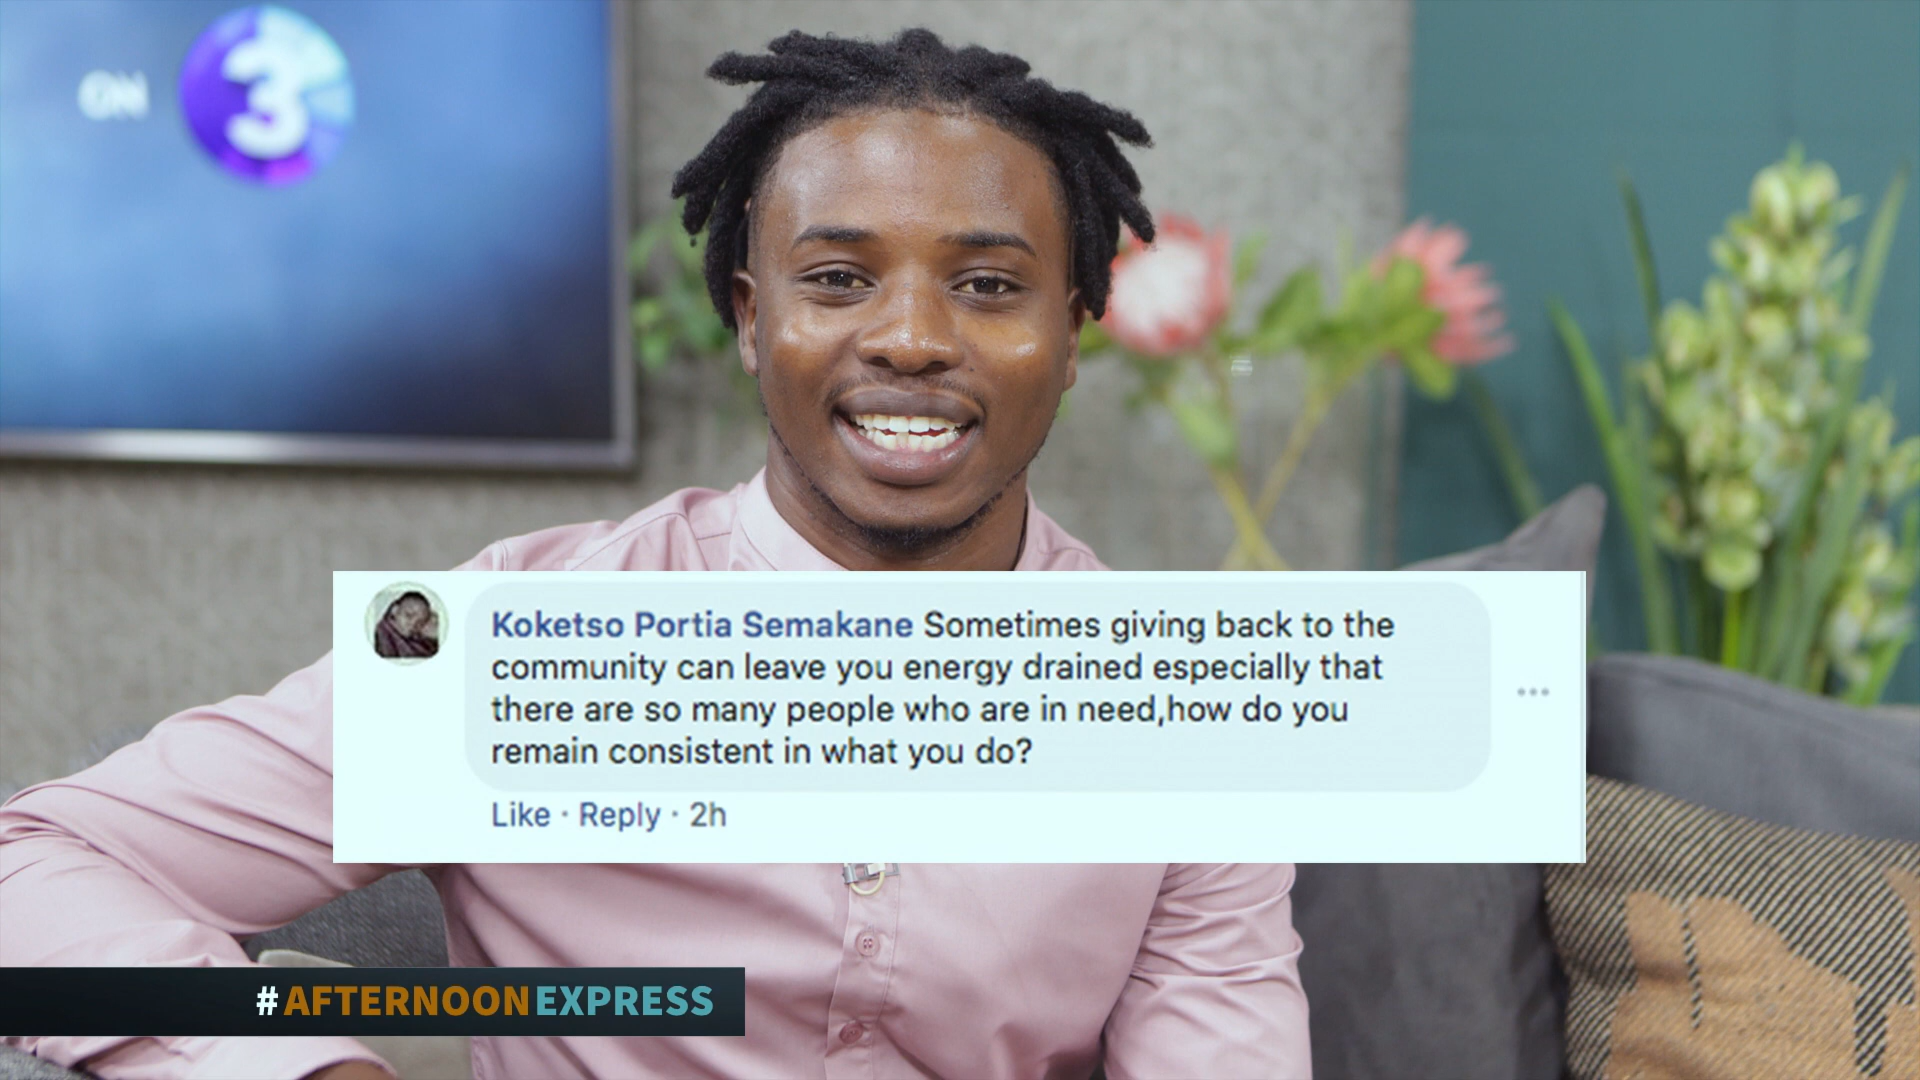 ON 3
Koketso Portia Semakane Sometimes giving back to the
community can leave you energy drained especially that
there are so many people who are in need,how do you
remain consistent in what you do?
Like · Reply · 2h
#AFTERNOONEXPRESS